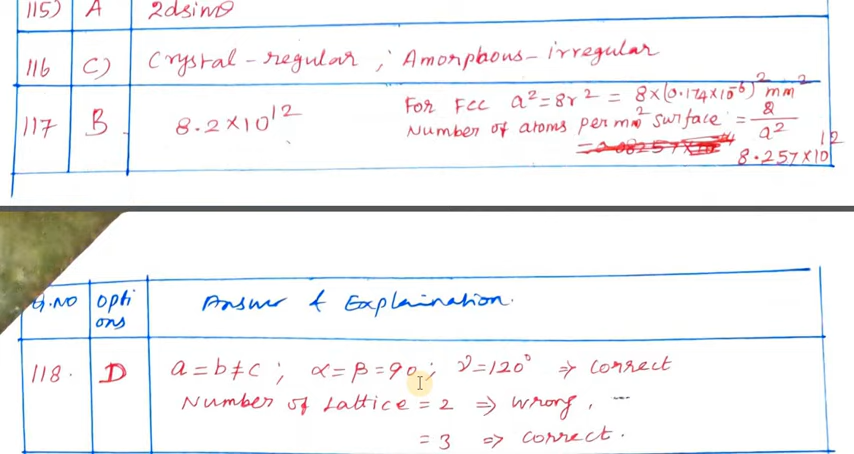 115) A 2dsinθ
116 C) Crystal-regular ; Amorphous-irregular
117 B 8.2×10^12 For Fcc a²=8r² = 8×(0.174×10^-6)² mm²
Number of atoms per mm² surface = 2/a²
8.257×10^12
Q.NO Options Answer & Explaination.
118. D a=b≠c ; α=β=90 ; γ=120° ⇒ correct
Number of Lattice = 2 ⇒ wrong,
= 3 ⇒ correct.